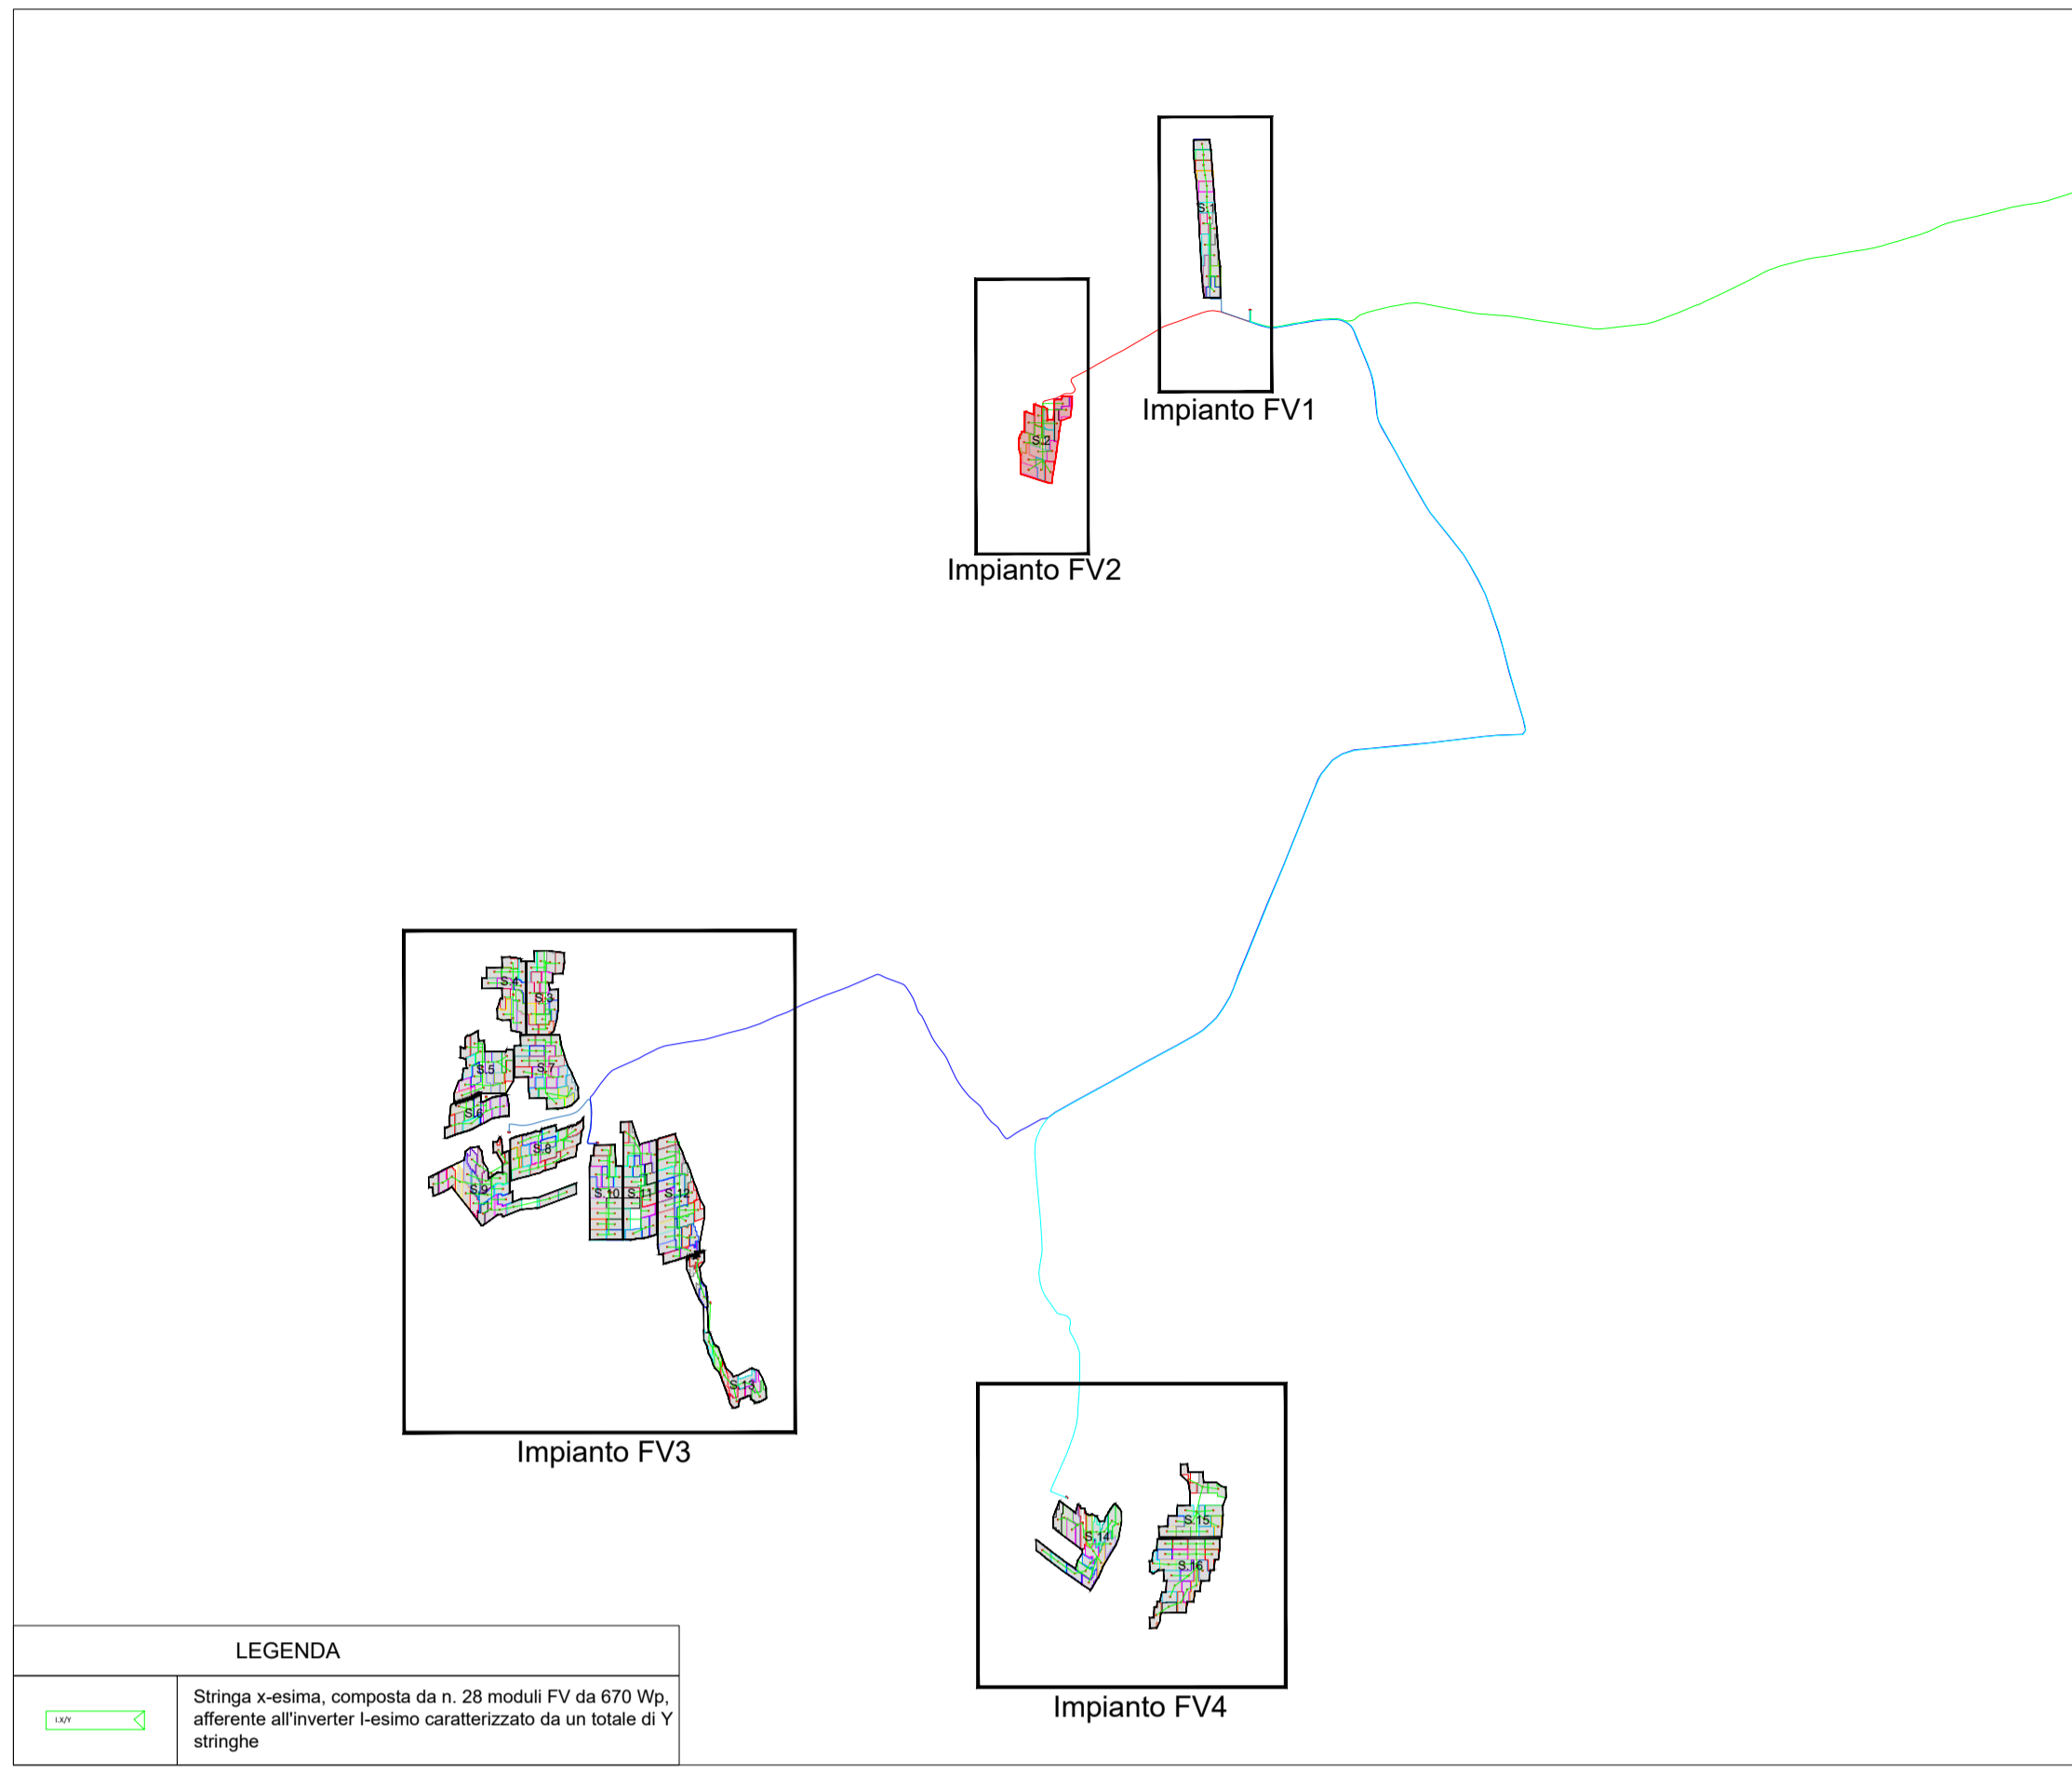 S.1
Impianto FV1
S.2
Impianto FV2
S.4
S.3
S.5
S.7
S.6
S.8
S.9
S.10
S.11
S.12
S.13
Impianto FV3
S.14
S.15
S.16
Impianto FV4
LEGENDA
I.X/Y
Stringa x-esima, composta da n. 28 moduli FV da 670 Wp,
afferente all'inverter I-esimo caratterizzato da un totale di Y
stringhe